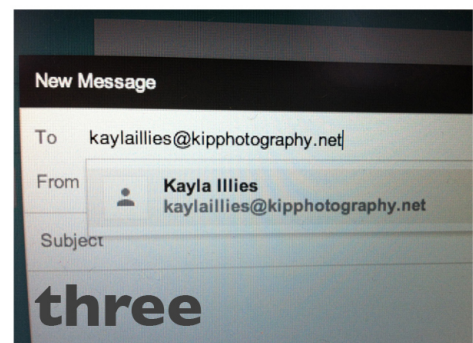 New Message
To kaylaillies@kipphotography.net
From
Kayla Illies
kaylaillies@kipphotography.net
Subject
three